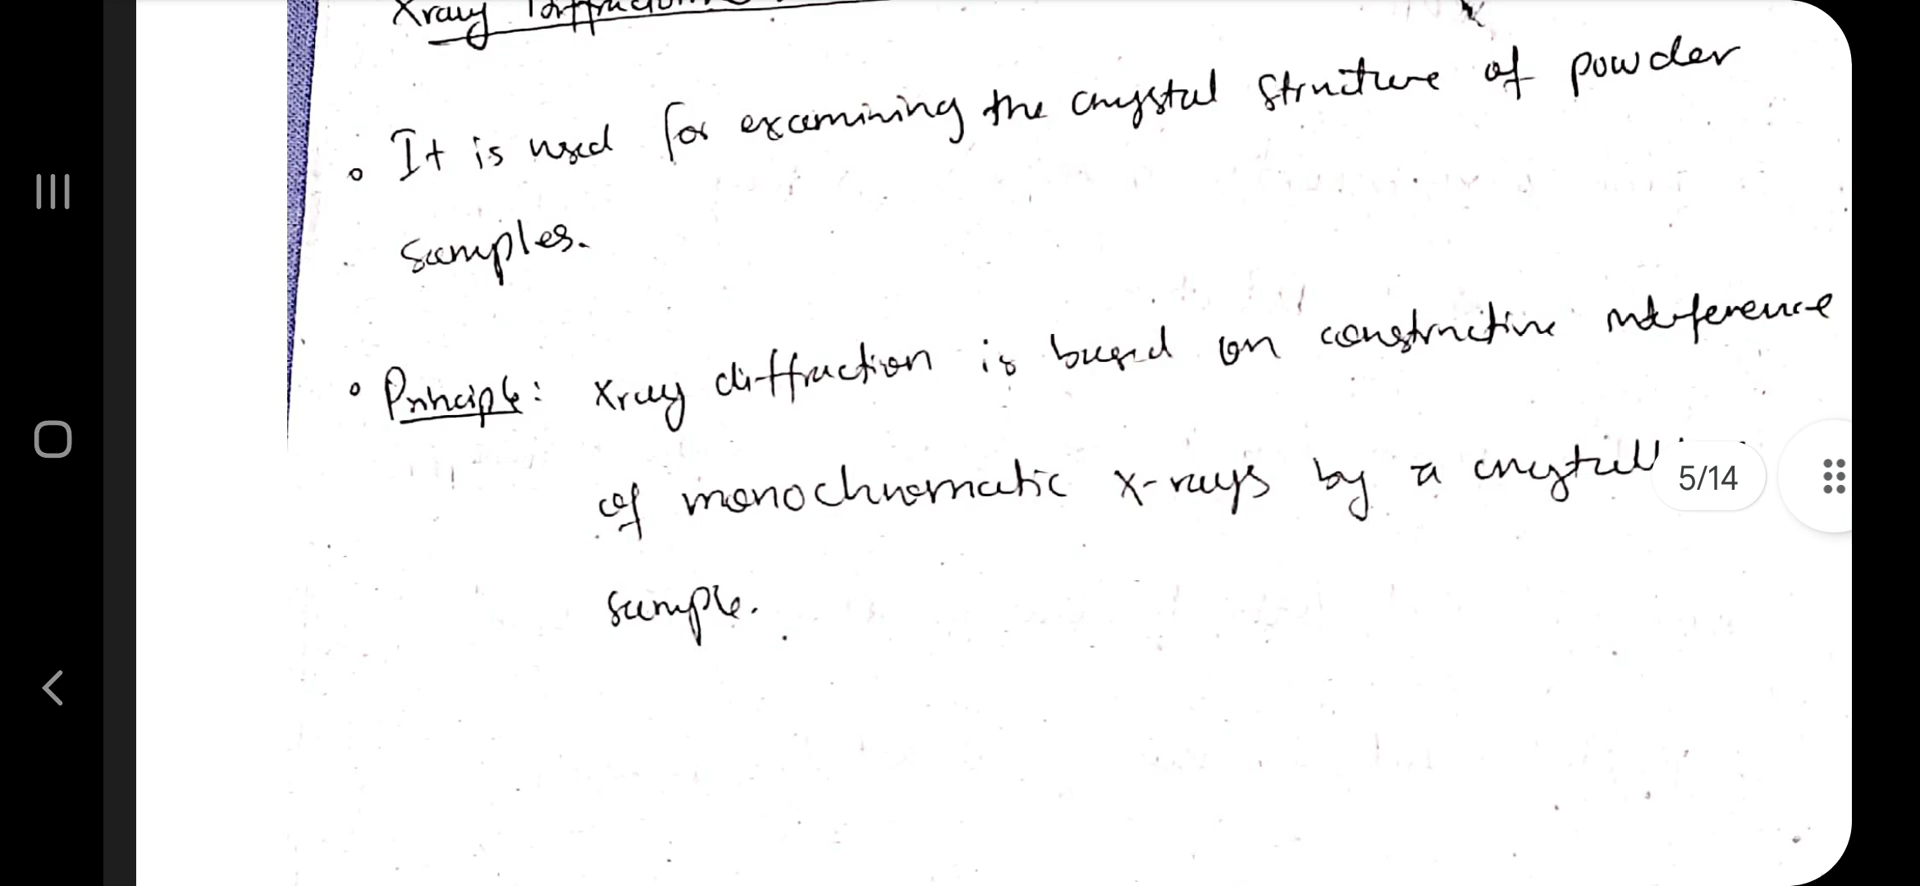 Xray Diffraction
• It is used for examining the crystal structure of powder
samples.
• Principle: Xray diffraction is based on constructive interference
of monochromatic x-rays by a
sample.
5/14